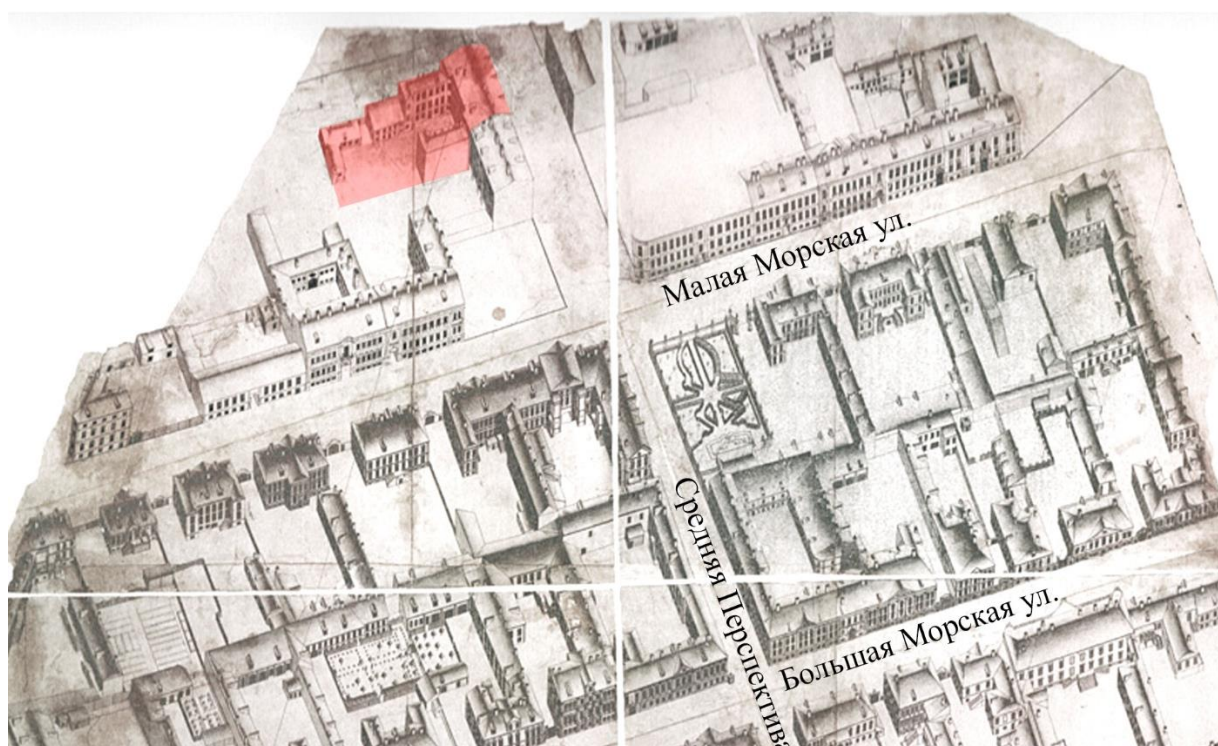 Малая Морская ул.
Средняя Перспектива
Большая Морская ул.